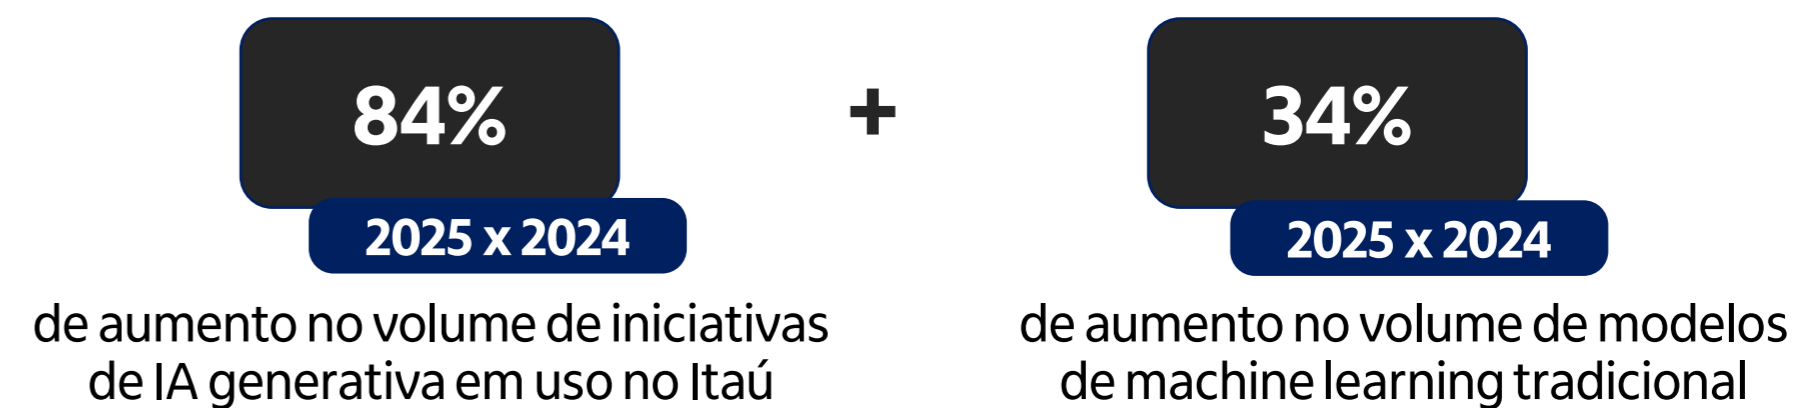 84%
2025 x 2024
de aumento no volume de iniciativas
de IA generativa em uso no Itaú
+
34%
2025 x 2024
de aumento no volume de modelos
de machine learning tradicional